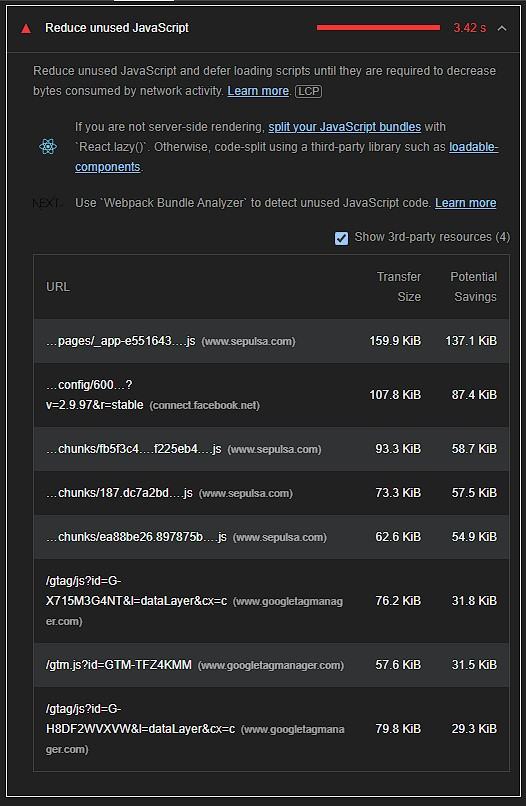 Reduce unused JavaScript 3.42 s
Reduce unused JavaScript and defer loading scripts until they are required to decrease
bytes consumed by network activity. Learn more. LCP
If you are not server-side rendering, split your JavaScript bundles with
`React.lazy()`. Otherwise, code-split using a third-party library such as loadable-
components.
NEXT Use `Webpack Bundle Analyzer` to detect unused JavaScript code. Learn more
Show 3rd-party resources (4)
URL Transfer Size Potential Savings
…pages/_app-e551643….js (www.sepulsa.com) 159.9 KiB 137.1 KiB
…config/600…?
v=2.9.97&r=stable (connect.facebook.net) 107.8 KiB 87.4 KiB
…chunks/fb5f3c4.…f225eb4….js (www.sepulsa.com) 93.3 KiB 58.7 KiB
…chunks/187.dc7a2bd….js (www.sepulsa.com) 73.3 KiB 57.5 KiB
…chunks/ea88be26.897875b….js (www.sepulsa.com) 62.6 KiB 54.9 KiB
/gtag/js?id=G-
X715M3G4NT&l=dataLayer&cx=c (www.googletagmanag 76.2 KiB 31.8 KiB
er.com)
/gtm.js?id=GTM-TFZ4KMM (www.googletagmanager.com) 57.6 KiB 31.5 KiB
/gtag/js?id=G-
H8DF2WVXVW&l=dataLayer&cx=c (www.googletagmana 79.8 KiB 29.3 KiB
ger.com)